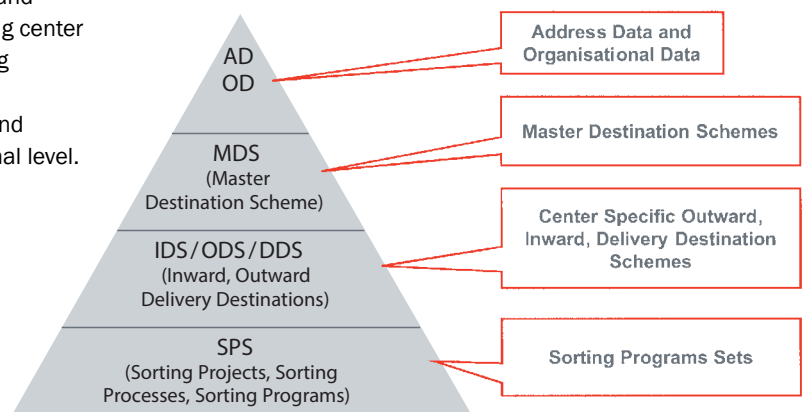 and
g center
g
nd
al level.
AD
OD
MDS
(Master
Destination Scheme)
IDS/ODS/DDS
(Inward, Outward
Delivery Destinations)
SPS
(Sorting Projects, Sorting
Processes, Sorting Programs)
Address Data and
Organisational Data
Master Destination Schemes
Center Specific Outward,
Inward, Delivery Destination
Schemes
Sorting Programs Sets